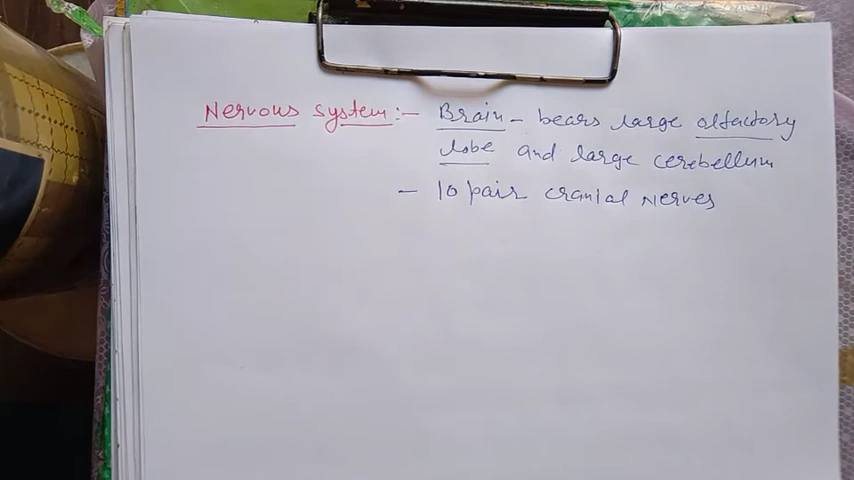 Nervous system:- Brain - bears large olfactory
lobe and large cerebellum
- 10 pair cranial nerves